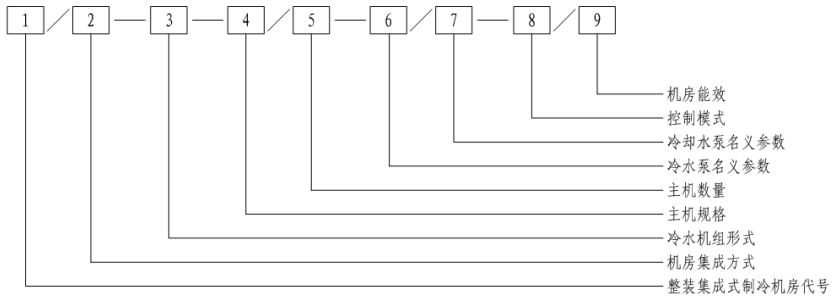 1／2—3—4／5—6／7—8／9
机房能效
控制模式
冷却水泵名义参数
冷水泵名义参数
主机数量
主机规格
冷水机组形式
机房集成方式
整装集成式制冷机房代号